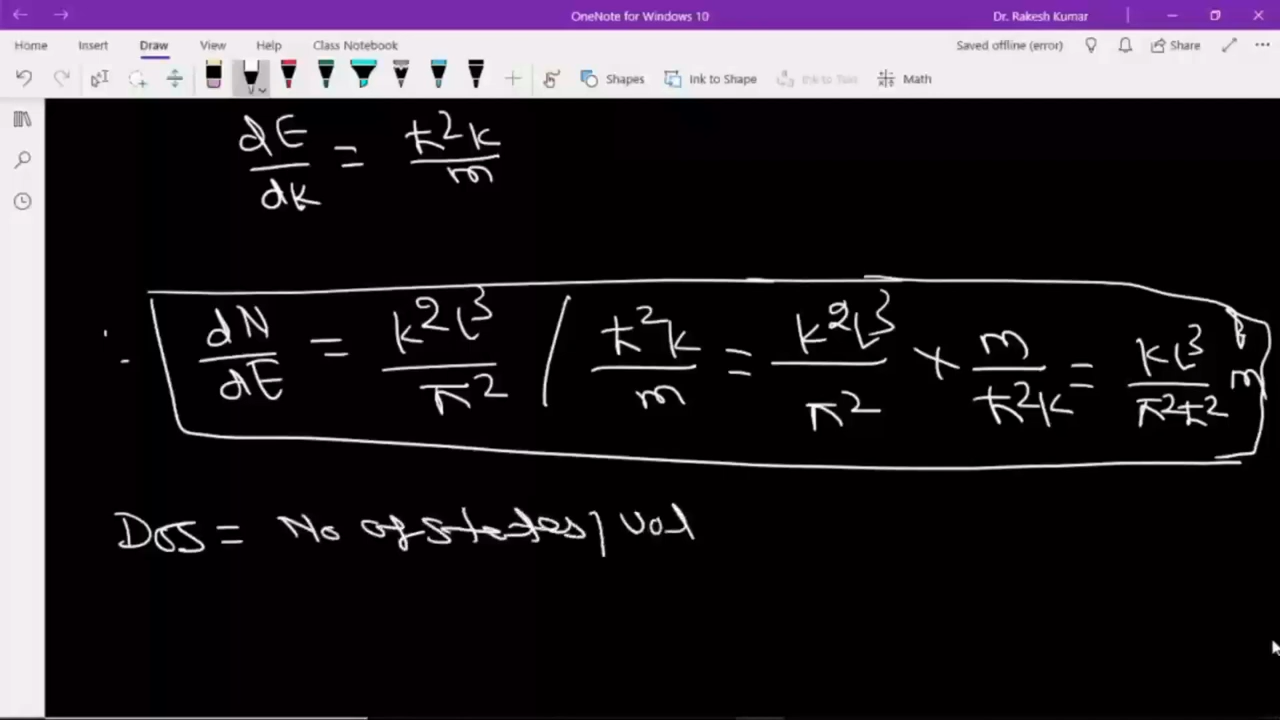 OneNote for Windows 10
Dr. Rakesh Kumar
Home Insert Draw View Help Class Notebook
Saved offline (error) Share
Shapes Ink to Shape Ink to Text Math
dE/dk = ħ²k/m
∴ dN/dE = k²L³/π² / ħ²k/m = k²L³/π² × m/ħ²k = kL³/π²ħ² m
DOS = No of states / Vol